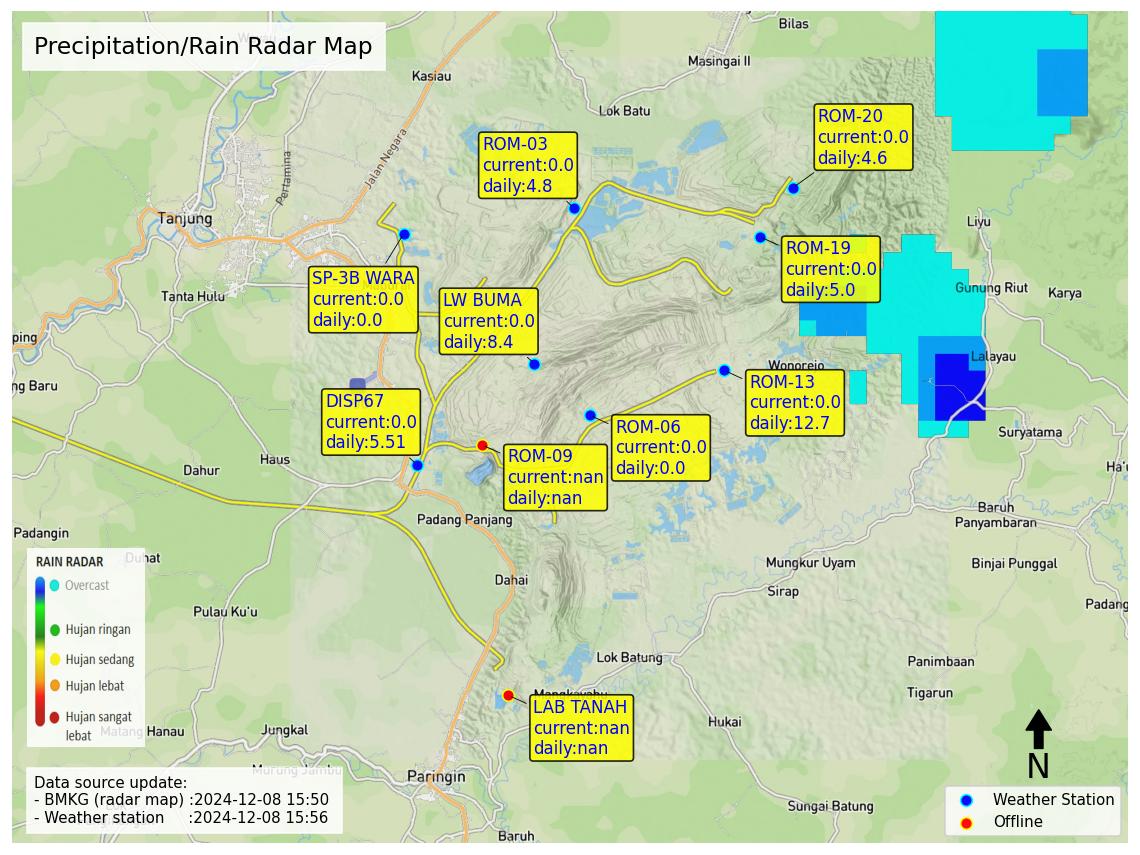 Precipitation/Rain Radar Map
Bilas
Masingai II
Kasiau
Lok Batu
Jalan Negara
Pertamina
Tanjung
Tanta Hulu
ping
ng Baru
ROM-03
current:0.0
daily:4.8
ROM-20
current:0.0
daily:4.6
ROM-19
current:0.0
daily:5.0
SP-3B WARA
current:0.0
daily:0.0
LW BUMA
current:0.0
daily:8.4
Liyu
Gunung Riut
Karya
Lalayau
Wonorejo
ROM-13
current:0.0
daily:12.7
DISP67
current:0.0
daily:5.51
ROM-06
current:0.0
daily:0.0
ROM-09
current:nan
daily:nan
Suryatama
Ha'u
Haus
Dahur
Padang Panjang
Baruh
Panyambaran
Padangin
Duhat
Dahai
Mungkur Uyam
Binjai Punggal
Sirap
Padang
Pulau Ku'u
RAIN RADAR
Overcast
Hujan ringan
Hujan sedang
Hujan lebat
Hujan sangat
lebat
Lok Batung
Panimbaan
Tigarun
Mangkayahu
LAB TANAH
current:nan
daily:nan
Hukai
Matang Hanau
Jungkal
Murung Jambu
Paringin
Sungai Batung
Baruh
Data source update:
- BMKG (radar map) :2024-12-08 15:50
- Weather station :2024-12-08 15:56
N
Weather Station
Offline